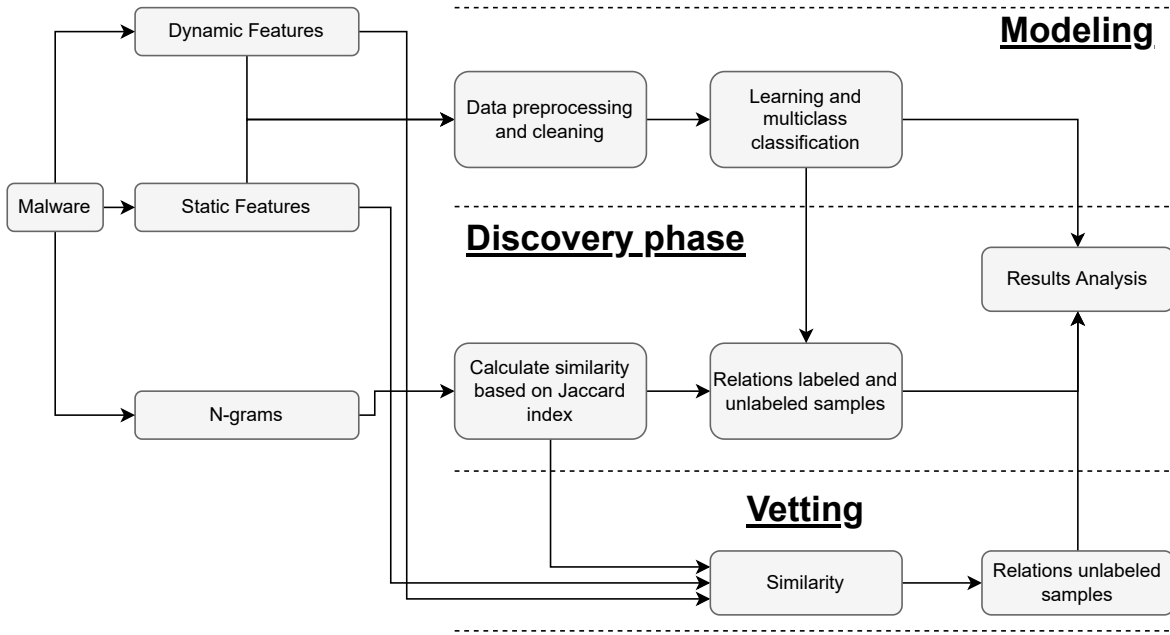 Dynamic Features
Modeling
Data preprocessing
and cleaning
Learning and
multiclass
classification
Malware
Static Features
Discovery phase
Results Analysis
Calculate similarity
based on Jaccard
index
Relations labeled and
unlabeled samples
N-grams
Vetting
Similarity
Relations unlabeled
samples